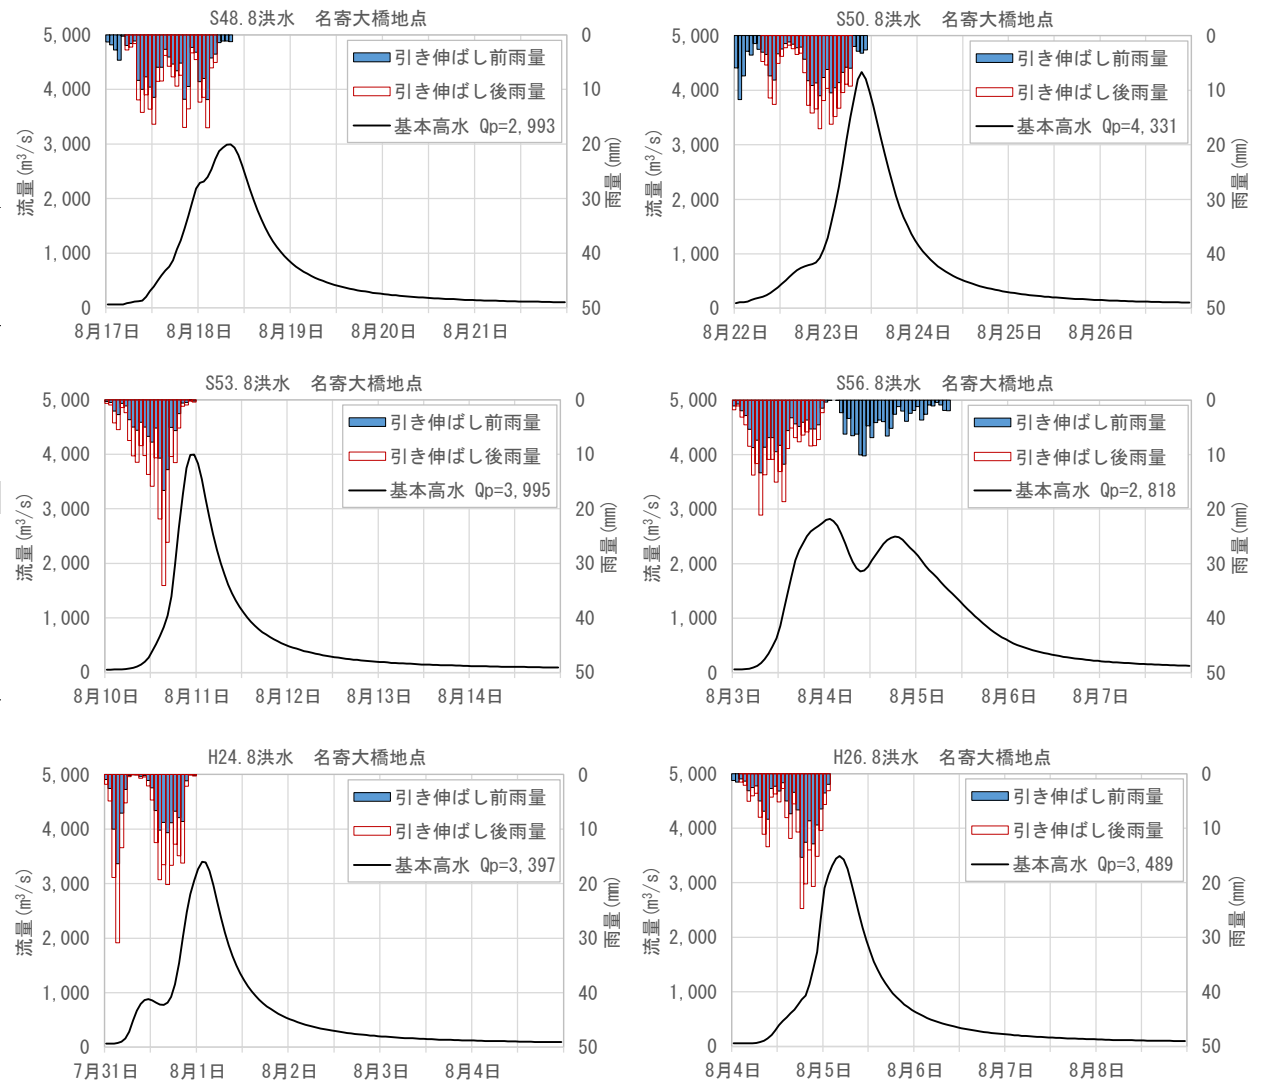 S48.8洪水　名寄大橋地点
5,000
4,000
3,000
2,000
1,000
0
流量(m³/s)
0
10
20
30
40
50
雨量(mm)
引き伸ばし前雨量
引き伸ばし後雨量
基本高水 Qp=2,993
8月17日 8月18日 8月19日 8月20日 8月21日
S50.8洪水　名寄大橋地点
5,000
4,000
3,000
2,000
1,000
0
流量(m³/s)
0
10
20
30
40
50
雨量(mm)
引き伸ばし前雨量
引き伸ばし後雨量
基本高水 Qp=4,331
8月22日 8月23日 8月24日 8月25日 8月26日
S53.8洪水　名寄大橋地点
5,000
4,000
3,000
2,000
1,000
0
流量(m³/s)
0
10
20
30
40
50
雨量(mm)
引き伸ばし前雨量
引き伸ばし後雨量
基本高水 Qp=3,995
8月10日 8月11日 8月12日 8月13日 8月14日
S56.8洪水　名寄大橋地点
5,000
4,000
3,000
2,000
1,000
0
流量(m³/s)
0
10
20
30
40
50
雨量(mm)
引き伸ばし前雨量
引き伸ばし後雨量
基本高水 Qp=2,818
8月3日 8月4日 8月5日 8月6日 8月7日
H24.8洪水　名寄大橋地点
5,000
4,000
3,000
2,000
1,000
0
流量(m³/s)
0
10
20
30
40
50
雨量(mm)
引き伸ばし前雨量
引き伸ばし後雨量
基本高水 Qp=3,397
7月31日 8月1日 8月2日 8月3日 8月4日
H26.8洪水　名寄大橋地点
5,000
4,000
3,000
2,000
1,000
0
流量(m³/s)
0
10
20
30
40
50
雨量(mm)
引き伸ばし前雨量
引き伸ばし後雨量
基本高水 Qp=3,489
8月4日 8月5日 8月6日 8月7日 8月8日